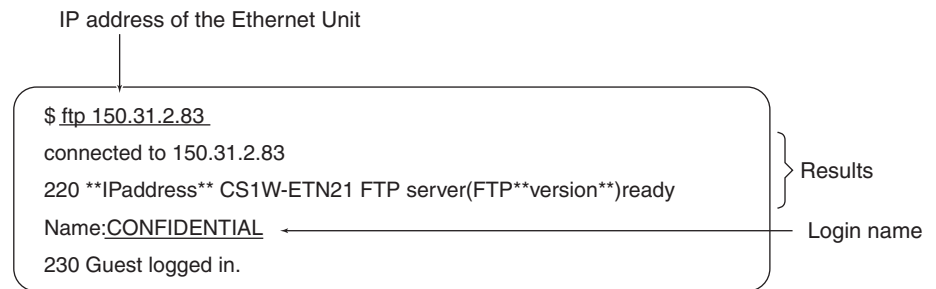 IP address of the Ethernet Unit
$ ftp 150.31.2.83
connected to 150.31.2.83
220 **IPaddress** CS1W-ETN21 FTP server(FTP**version**)ready
Results
Name:CONFIDENTIAL
Login name
230 Guest logged in.